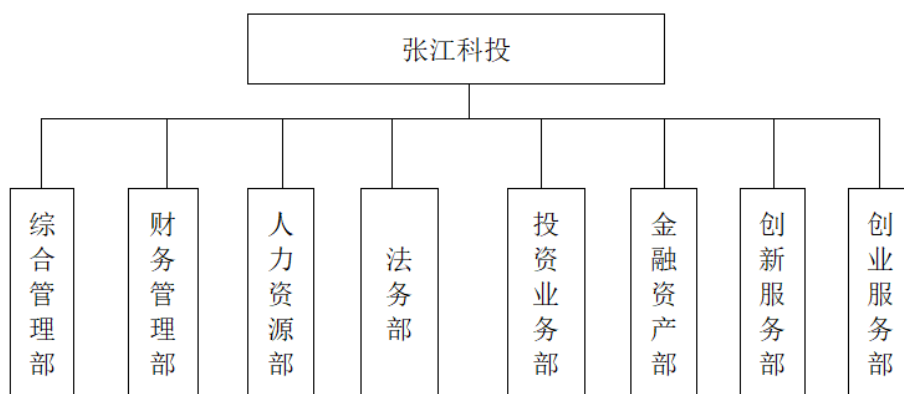 张江科投
综合管理部
财务管理部
人力资源部
法务部
投资业务部
金融资产部
创新服务部
创业服务部